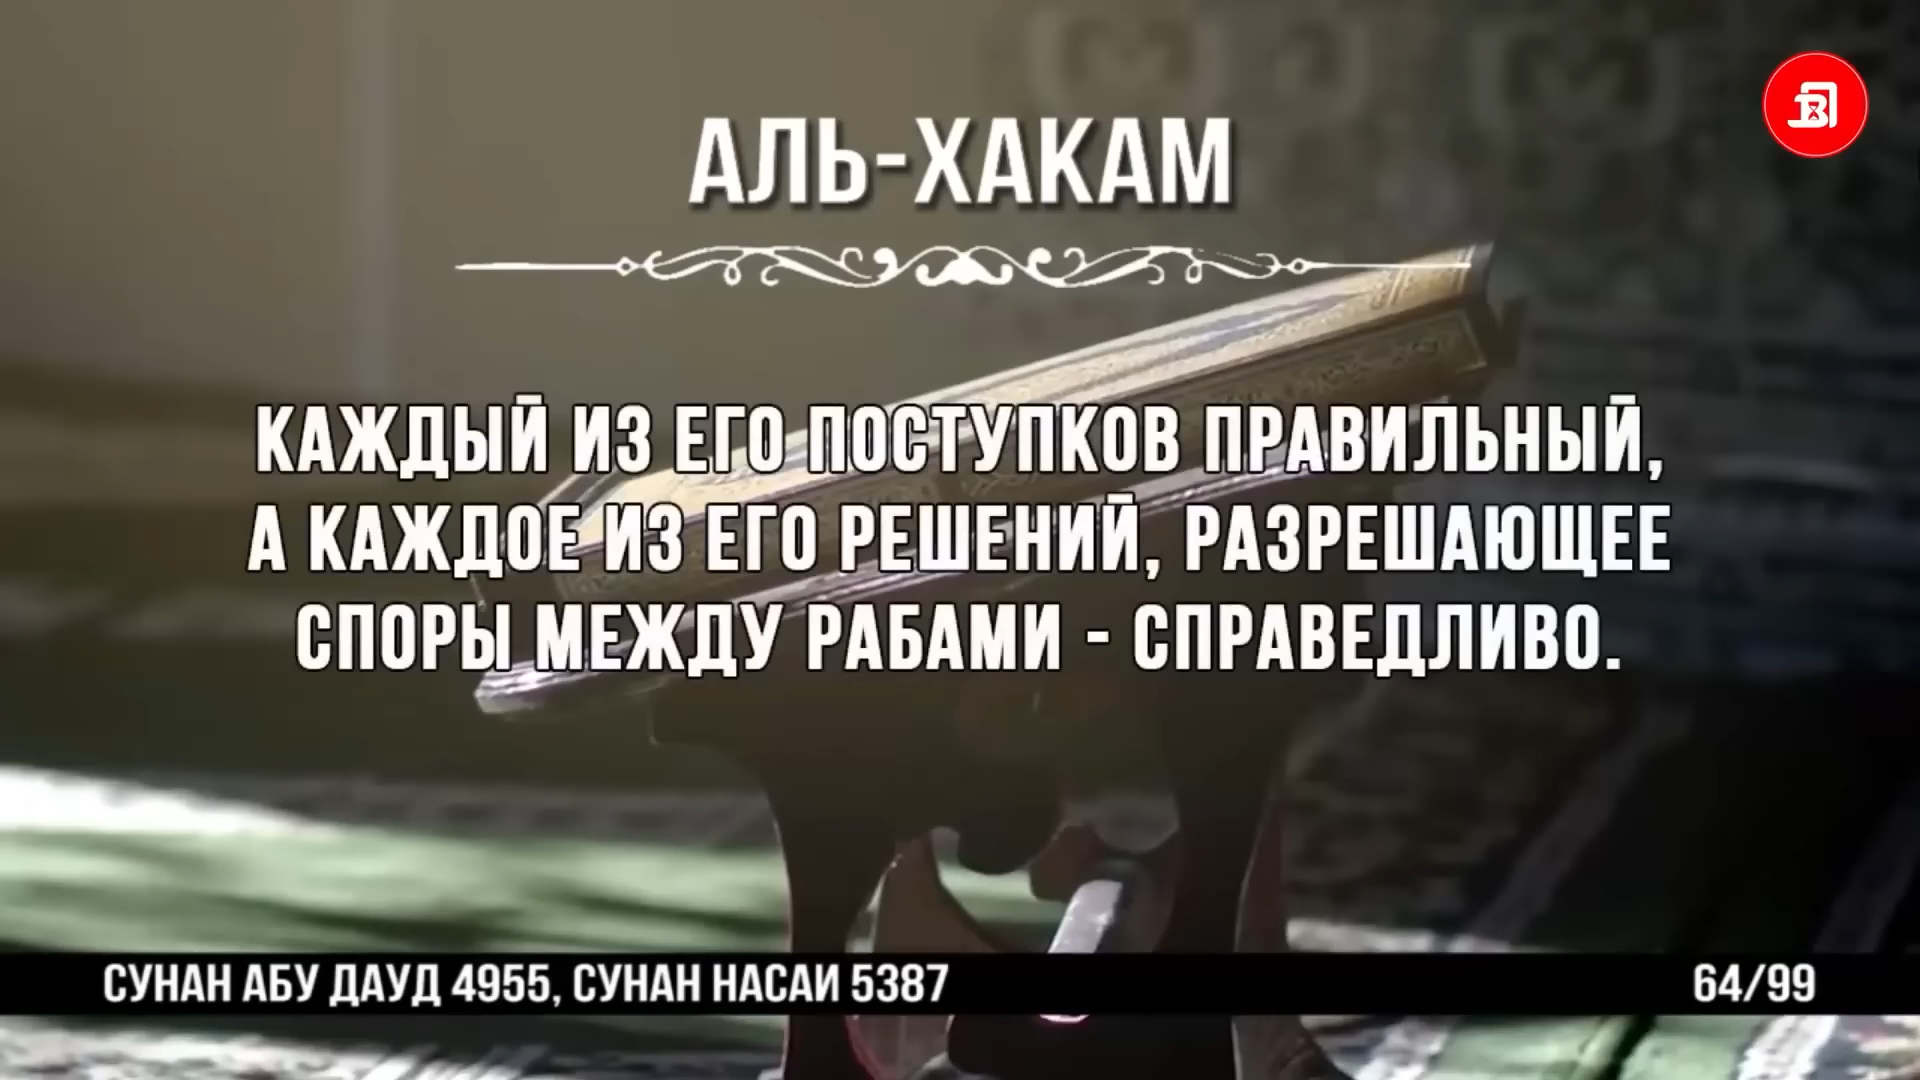 АЛЬ-ХАКАМ
КАЖДЫЙ ИЗ ЕГО ПОСТУПКОВ ПРАВИЛЬНЫЙ,
А КАЖДОЕ ИЗ ЕГО РЕШЕНИЙ, РАЗРЕШАЮЩЕЕ
СПОРЫ МЕЖДУ РАБАМИ - СПРАВЕДЛИВО.
СУНАН АБУ ДАУД 4955, СУНАН НАСАИ 5387
64/99